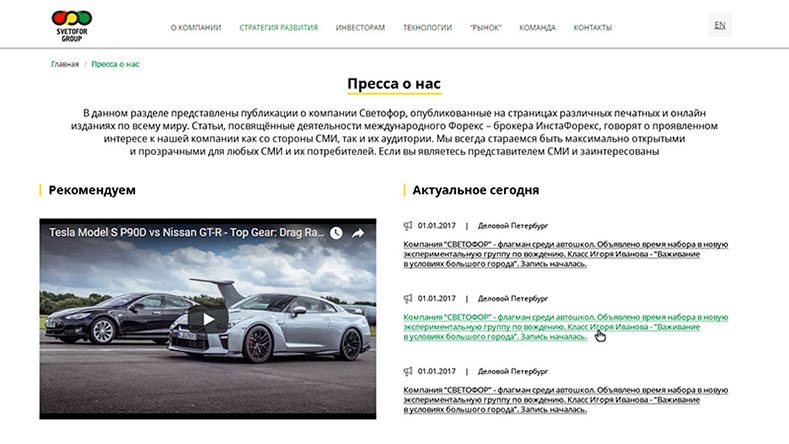 SVETOFOR
GROUP
О КОМПАНИИ СТРАТЕГИЯ РАЗВИТИЯ ИНВЕСТОРАМ ТЕХНОЛОГИИ "РЫНОК" КОМАНДА КОНТАКТЫ EN
Главная / Пресса о нас
Пресса о нас
В данном разделе представлены публикации о компании Светофор, опубликованные на страницах различных печатных и онлайн
изданиях по всему миру. Статьи, посвящённые деятельности международного Форекс – брокера ИнстаФорекс, говорят о проявленном
интересе к нашей компании как со стороны СМИ, так и их аудитории. Мы всегда стараемся быть максимально открытыми
и прозрачными для любых СМИ и их потребителей. Если вы являетесь представителем СМИ и заинтересованы
Рекомендуем
Tesla Model S P90D vs Nissan GT-R - Top Gear: Drag Ra...
Актуальное сегодня
01.01.2017 | Деловой Петербург
Компания "СВЕТОФОР" - флагман среди автошкол. Объявлено время набора в новую
экспериментальную группу по вождению. Класс Игоря Иванова - "Важивание
в условиях большого города". Запись началась.
01.01.2017 | Деловой Петербург
Компания "СВЕТОФОР" - флагман среди автошкол. Объявлено время набора в новую
экспериментальную группу по вождению. Класс Игоря Иванова - "Важивание
в условиях большого города". Запись началась.
01.01.2017 | Деловой Петербург
Компания "СВЕТОФОР" - флагман среди автошкол. Объявлено время набора в новую
экспериментальную группу по вождению. Класс Игоря Иванова - "Важивание
в условиях большого города". Запись началась.